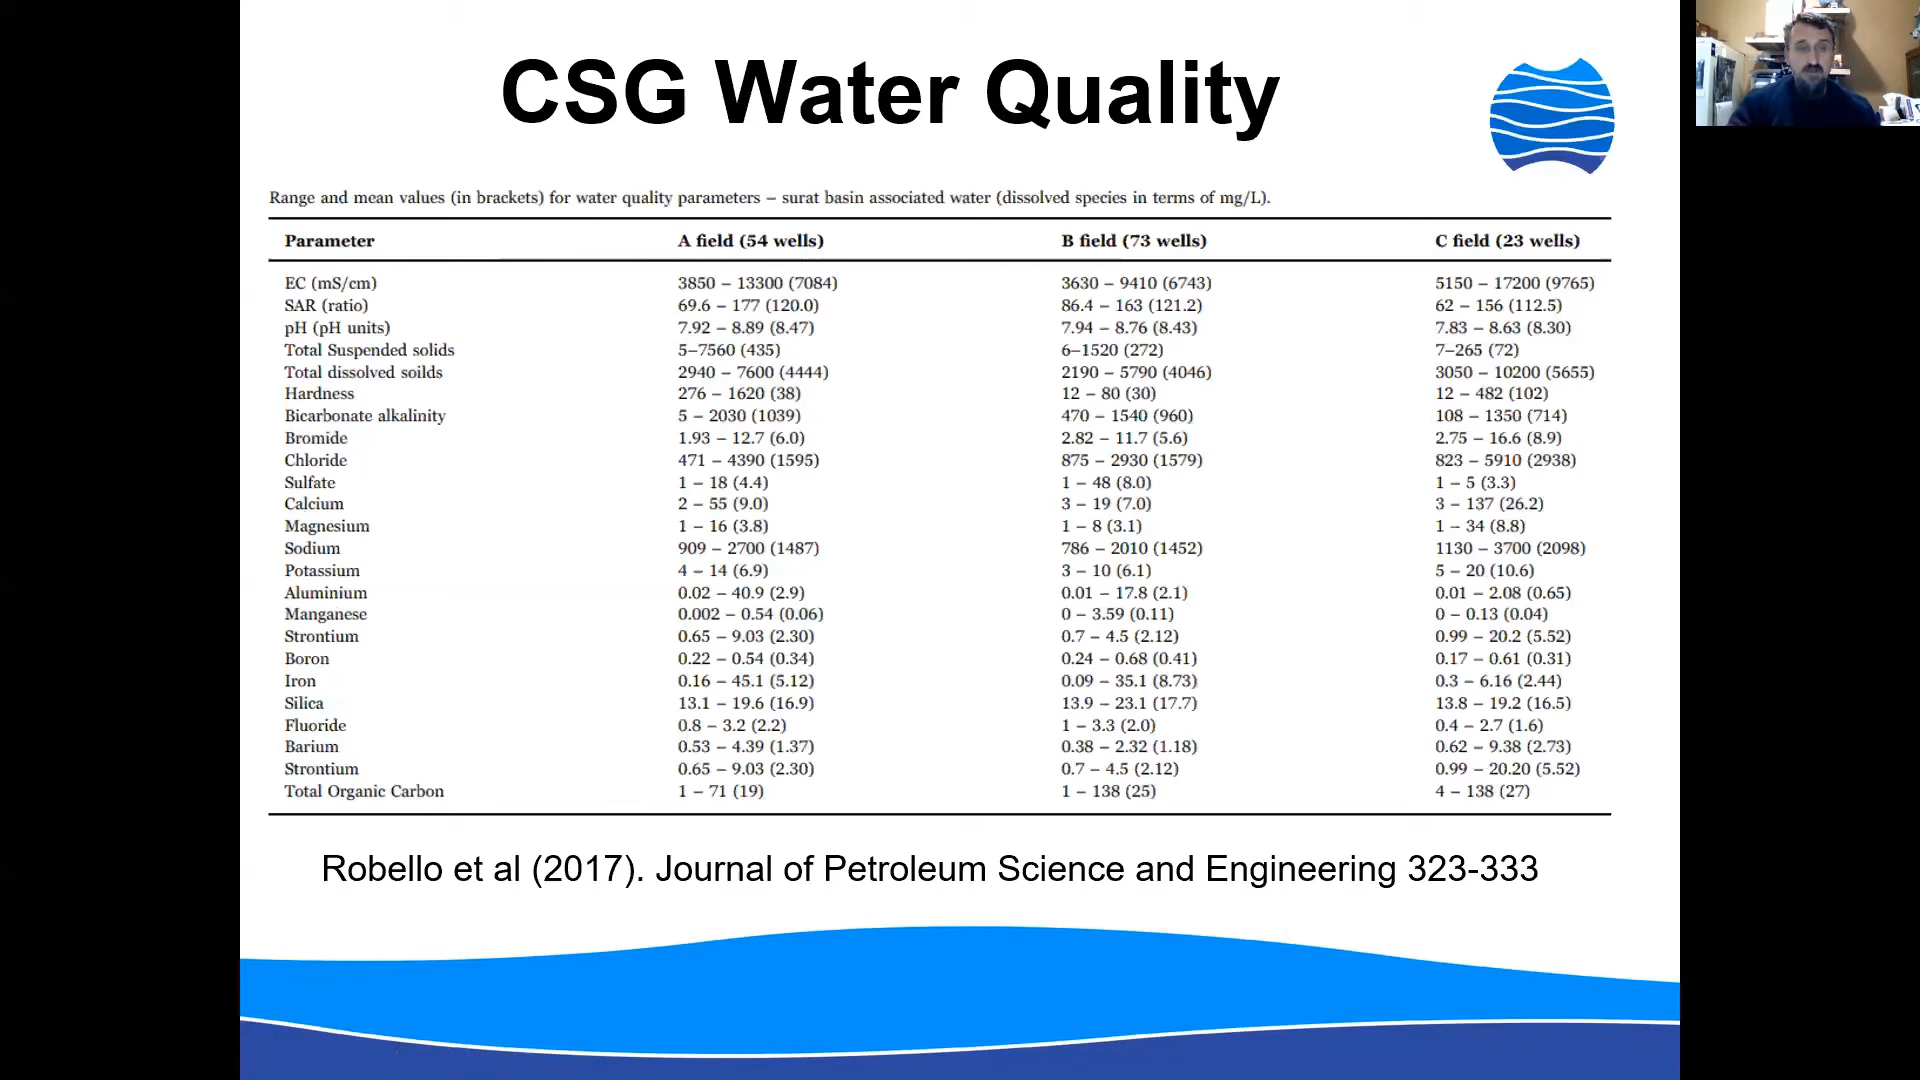 CSG Water Quality
Range and mean values (in brackets) for water quality parameters – surat basin associated water (dissolved species in terms of mg/L).
Parameter A field (54 wells) B field (73 wells) C field (23 wells)
EC (mS/cm) 3850 – 13300 (7084) 3630 – 9410 (6743) 5150 – 17200 (9765)
SAR (ratio) 69.6 – 177 (120.0) 86.4 – 163 (121.2) 62 – 156 (112.5)
pH (pH units) 7.92 – 8.89 (8.47) 7.94 – 8.76 (8.43) 7.83 – 8.63 (8.30)
Total Suspended solids 5–7560 (435) 6–1520 (272) 7–265 (72)
Total dissolved soilds 2940 – 7600 (4444) 2190 – 5790 (4046) 3050 – 10200 (5655)
Hardness 276 – 1620 (38) 12 – 80 (30) 12 – 482 (102)
Bicarbonate alkalinity 5 – 2030 (1039) 470 – 1540 (960) 108 – 1350 (714)
Bromide 1.93 – 12.7 (6.0) 2.82 – 11.7 (5.6) 2.75 – 16.6 (8.9)
Chloride 471 – 4390 (1595) 875 – 2930 (1579) 823 – 5910 (2938)
Sulfate 1 – 18 (4.4) 1 – 48 (8.0) 1 – 5 (3.3)
Calcium 2 – 55 (9.0) 3 – 19 (7.0) 3 – 137 (26.2)
Magnesium 1 – 16 (3.8) 1 – 8 (3.1) 1 – 34 (8.8)
Sodium 909 – 2700 (1487) 786 – 2010 (1452) 1130 – 3700 (2098)
Potassium 4 – 14 (6.9) 3 – 10 (6.1) 5 – 20 (10.6)
Aluminium 0.02 – 40.9 (2.9) 0.01 – 17.8 (2.1) 0.01 – 2.08 (0.65)
Manganese 0.002 – 0.54 (0.06) 0 – 3.59 (0.11) 0 – 0.13 (0.04)
Strontium 0.65 – 9.03 (2.30) 0.7 – 4.5 (2.12) 0.99 – 20.2 (5.52)
Boron 0.22 – 0.54 (0.34) 0.24 – 0.68 (0.41) 0.17 – 0.61 (0.31)
Iron 0.16 – 45.1 (5.12) 0.09 – 35.1 (8.73) 0.3 – 6.16 (2.44)
Silica 13.1 – 19.6 (16.9) 13.9 – 23.1 (17.7) 13.8 – 19.2 (16.5)
Fluoride 0.8 – 3.2 (2.2) 1 – 3.3 (2.0) 0.4 – 2.7 (1.6)
Barium 0.53 – 4.39 (1.37) 0.38 – 2.32 (1.18) 0.62 – 9.38 (2.73)
Strontium 0.65 – 9.03 (2.30) 0.7 – 4.5 (2.12) 0.99 – 20.20 (5.52)
Total Organic Carbon 1 – 71 (19) 1 – 138 (25) 4 – 138 (27)
Robello et al (2017). Journal of Petroleum Science and Engineering 323-333